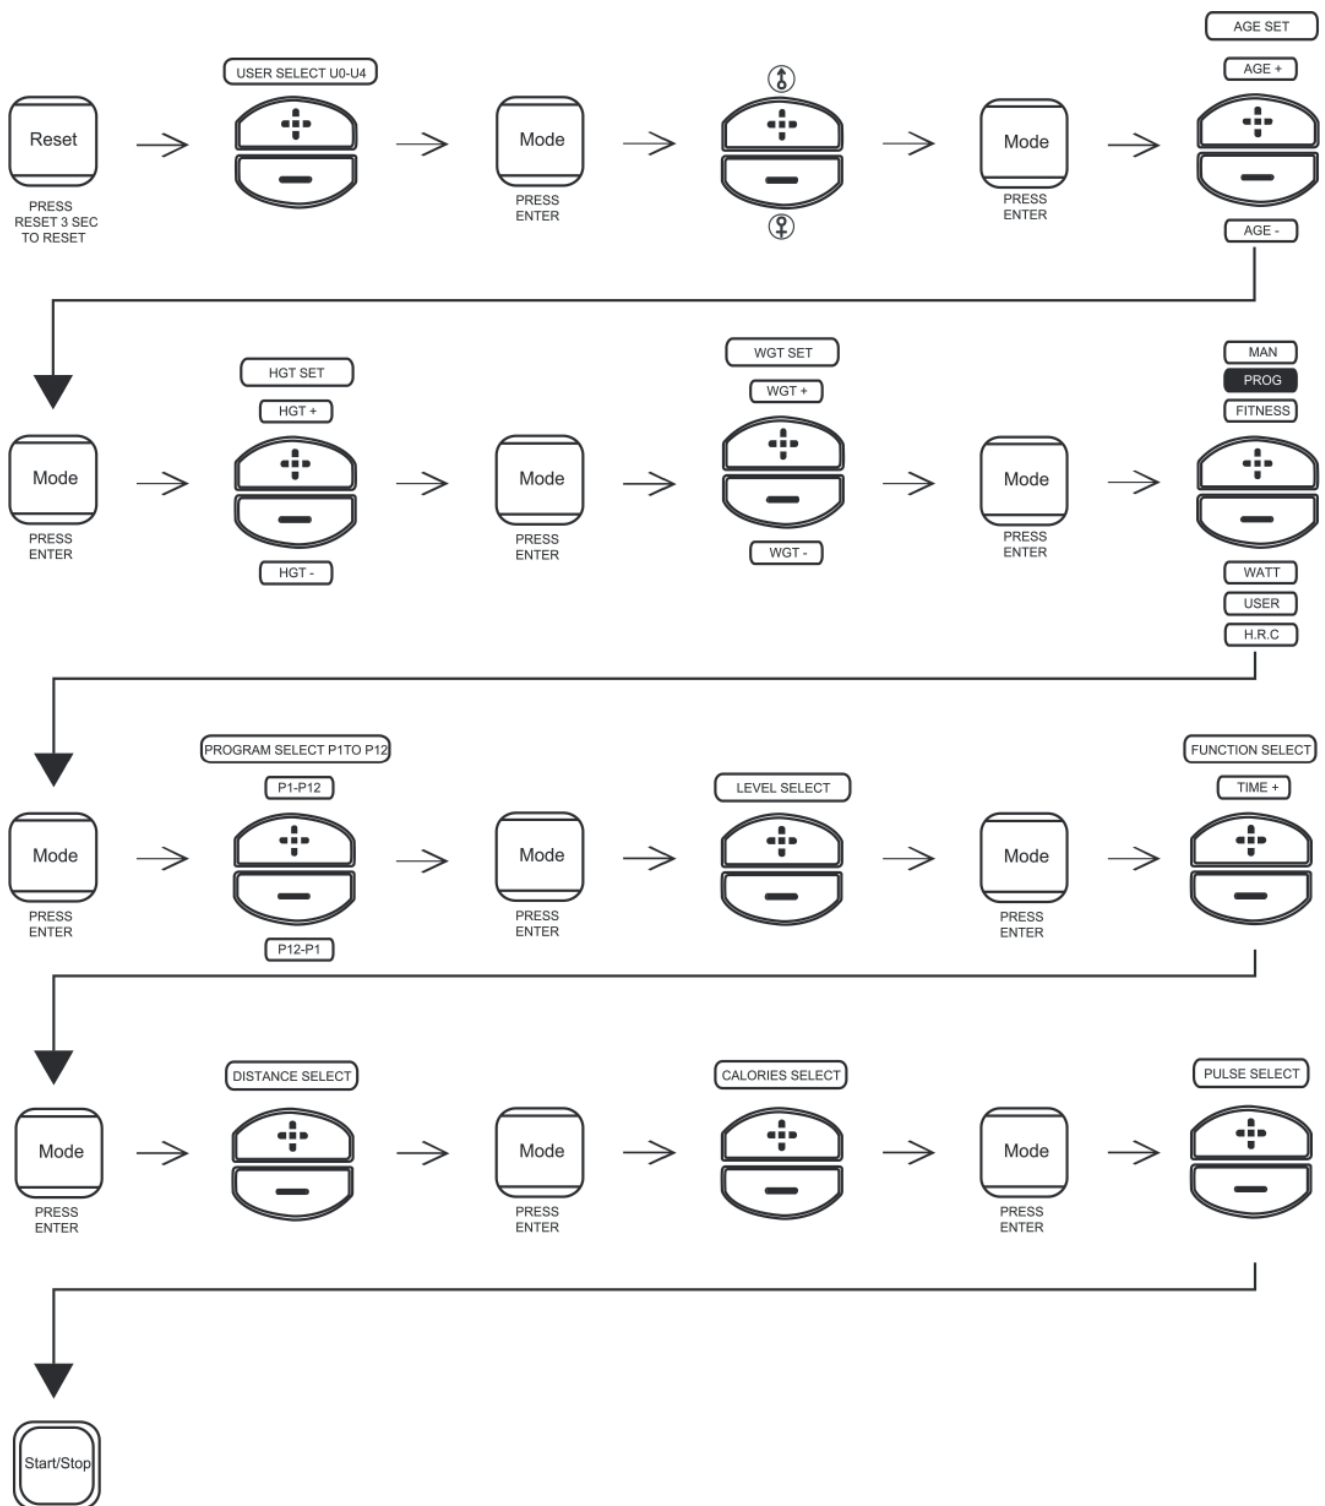 AGE SET
USER SELECT U0-U4
AGE +
Reset
Mode
Mode
PRESS
RESET 3 SEC
TO RESET
PRESS
ENTER
PRESS
ENTER
AGE -
HGT SET
WGT SET
MAN
PROG
FITNESS
HGT +
WGT +
Mode
Mode
Mode
PRESS
ENTER
PRESS
ENTER
PRESS
ENTER
HGT -
WGT -
WATT
USER
H.R.C
PROGRAM SELECT P1TO P12
FUNCTION SELECT
P1-P12
LEVEL SELECT
TIME +
Mode
Mode
Mode
PRESS
ENTER
PRESS
ENTER
PRESS
ENTER
P12-P1
DISTANCE SELECT
CALORIES SELECT
PULSE SELECT
Mode
Mode
Mode
PRESS
ENTER
PRESS
ENTER
PRESS
ENTER
Start/Stop